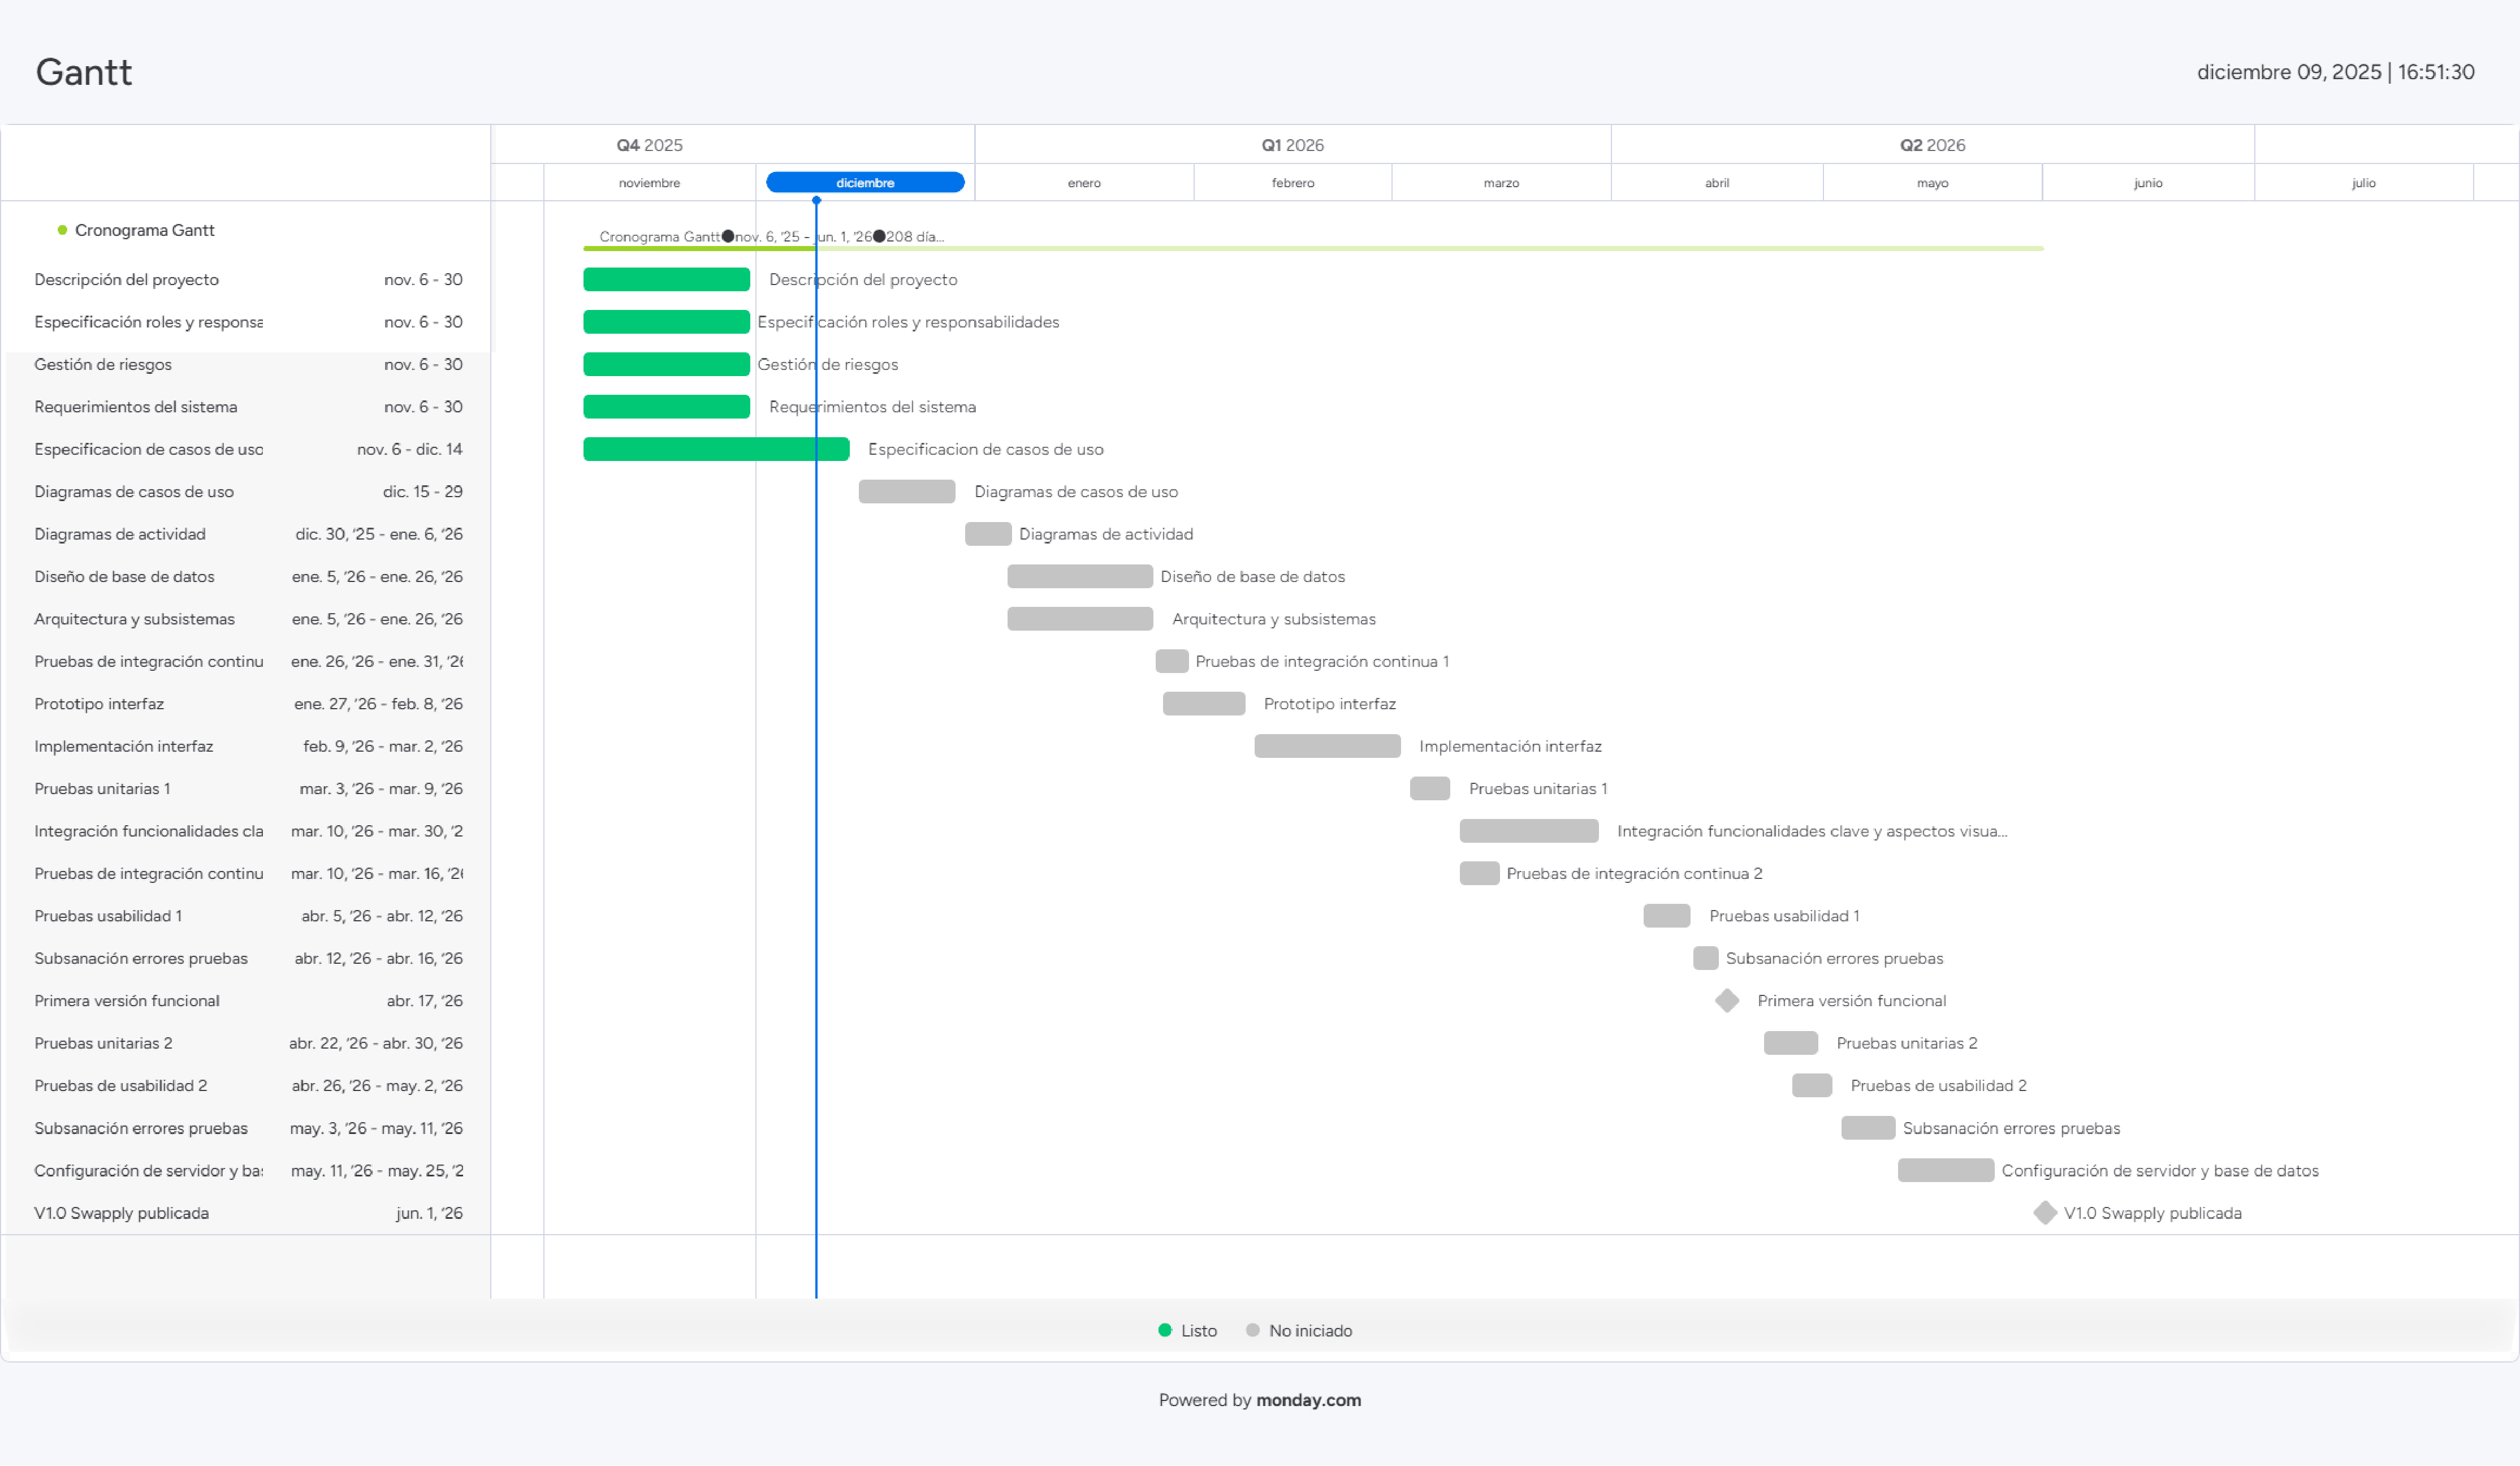 Gantt
diciembre 09, 2025 | 16:51:30
Q4 2025 Q1 2026 Q2 2026
noviembre diciembre enero febrero marzo abril mayo junio julio
Cronograma Gantt Cronograma Gantt●nov. 6, '25 - jun. 1, '26●208 día...
Descripción del proyecto nov. 6 - 30 Descripción del proyecto
Especificación roles y responsa nov. 6 - 30 Especificación roles y responsabilidades
Gestión de riesgos nov. 6 - 30 Gestión de riesgos
Requerimientos del sistema nov. 6 - 30 Requerimientos del sistema
Especificacion de casos de uso nov. 6 - dic. 14 Especificacion de casos de uso
Diagramas de casos de uso dic. 15 - 29 Diagramas de casos de uso
Diagramas de actividad dic. 30, '25 - ene. 6, '26 Diagramas de actividad
Diseño de base de datos ene. 5, '26 - ene. 26, '26 Diseño de base de datos
Arquitectura y subsistemas ene. 5, '26 - ene. 26, '26 Arquitectura y subsistemas
Pruebas de integración continu ene. 26, '26 - ene. 31, '26 Pruebas de integración continua 1
Prototipo interfaz ene. 27, '26 - feb. 8, '26 Prototipo interfaz
Implementación interfaz feb. 9, '26 - mar. 2, '26 Implementación interfaz
Pruebas unitarias 1 mar. 3, '26 - mar. 9, '26 Pruebas unitarias 1
Integración funcionalidades cla mar. 10, '26 - mar. 30, '2 Integración funcionalidades clave y aspectos visua...
Pruebas de integración continu mar. 10, '26 - mar. 16, '26 Pruebas de integración continua 2
Pruebas usabilidad 1 abr. 5, '26 - abr. 12, '26 Pruebas usabilidad 1
Subsanación errores pruebas abr. 12, '26 - abr. 16, '26 Subsanación errores pruebas
Primera versión funcional abr. 17, '26 Primera versión funcional
Pruebas unitarias 2 abr. 22, '26 - abr. 30, '26 Pruebas unitarias 2
Pruebas de usabilidad 2 abr. 26, '26 - may. 2, '26 Pruebas de usabilidad 2
Subsanación errores pruebas may. 3, '26 - may. 11, '26 Subsanación errores pruebas
Configuración de servidor y bas may. 11, '26 - may. 25, '2 Configuración de servidor y base de datos
V1.0 Swapply publicada jun. 1, '26 V1.0 Swapply publicada
Listo No iniciado
Powered by monday.com